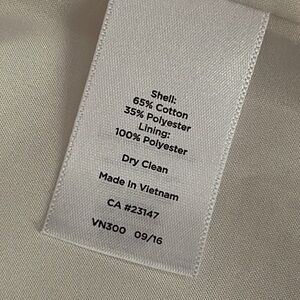 Shell:
65% Cotton
35% Polyester
Lining:
100% Polyester
Dry Clean
Made In Vietnam
CA #23147
VN300 09/16